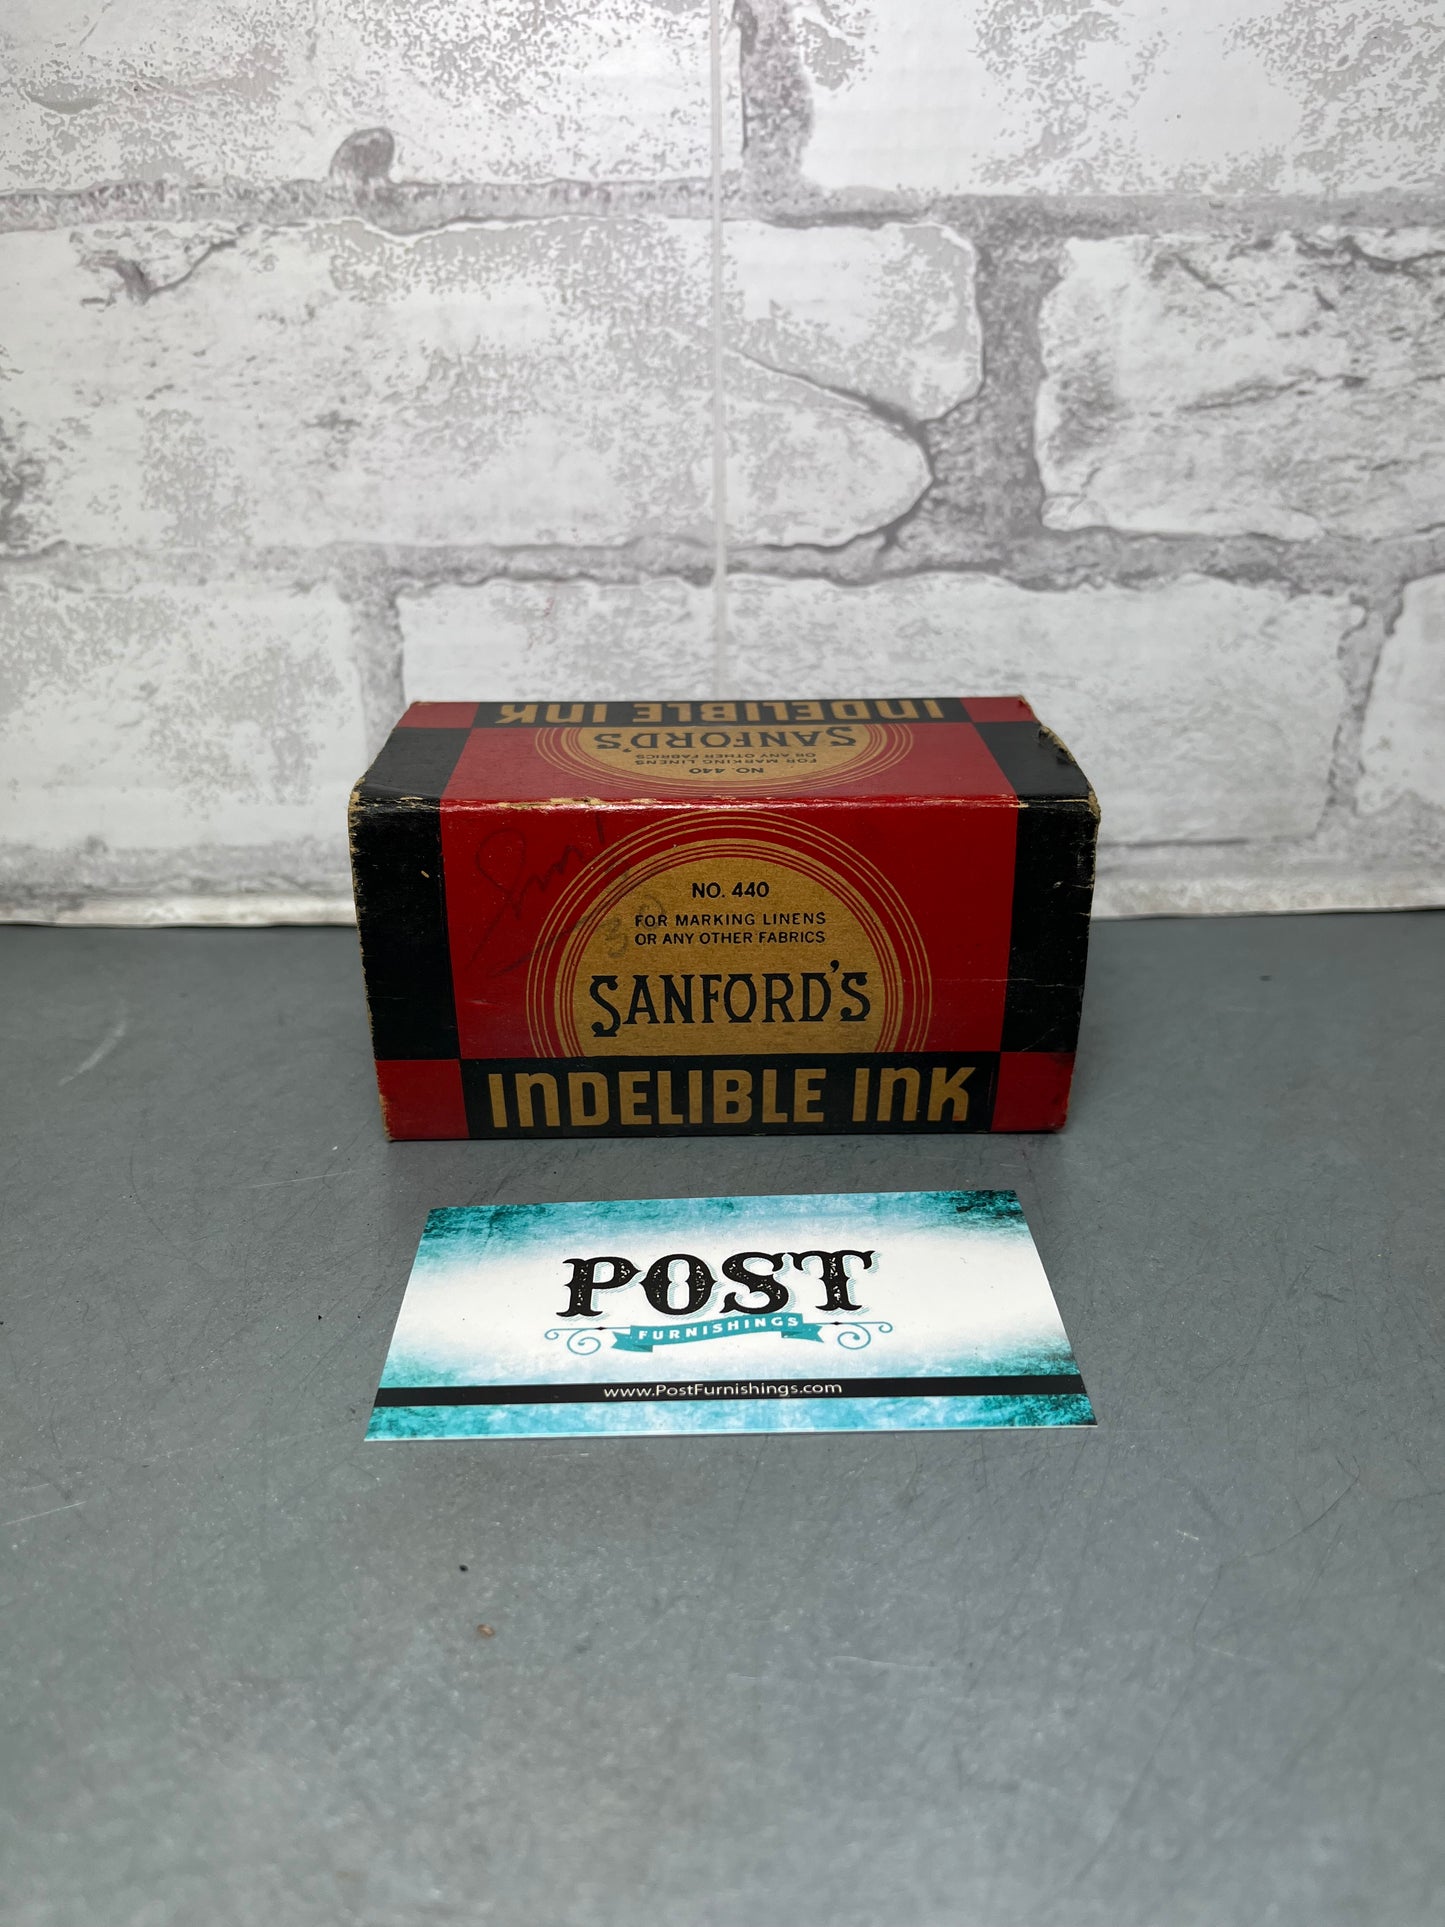 INDELIBLE INK
SANFORD'S
FOR MARKING LINENS
OR ANY OTHER FABRICS
NO. 440
NO. 440
FOR MARKING LINENS
OR ANY OTHER FABRICS
30
SANFORD'S
INDELIBLE INK
POST
FURNISHINGS
www.PostFurnishings.com